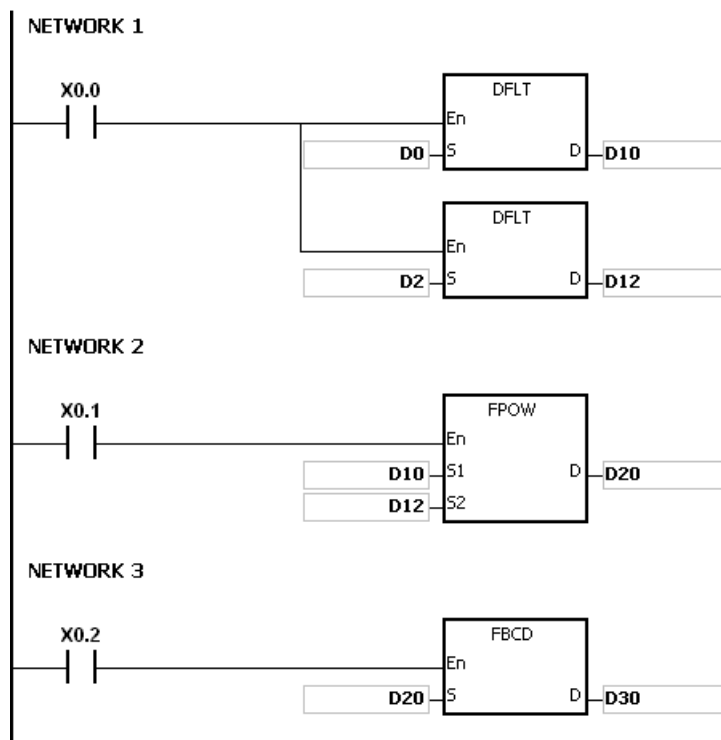 NETWORK 1
X0.0
DFLT
En
D0 S D D10
DFLT
En
D2 S D D12
NETWORK 2
X0.1
FPOW
En
D10 S1 D D20
D12 S2
NETWORK 3
X0.2
FBCD
En
D20 S D D30